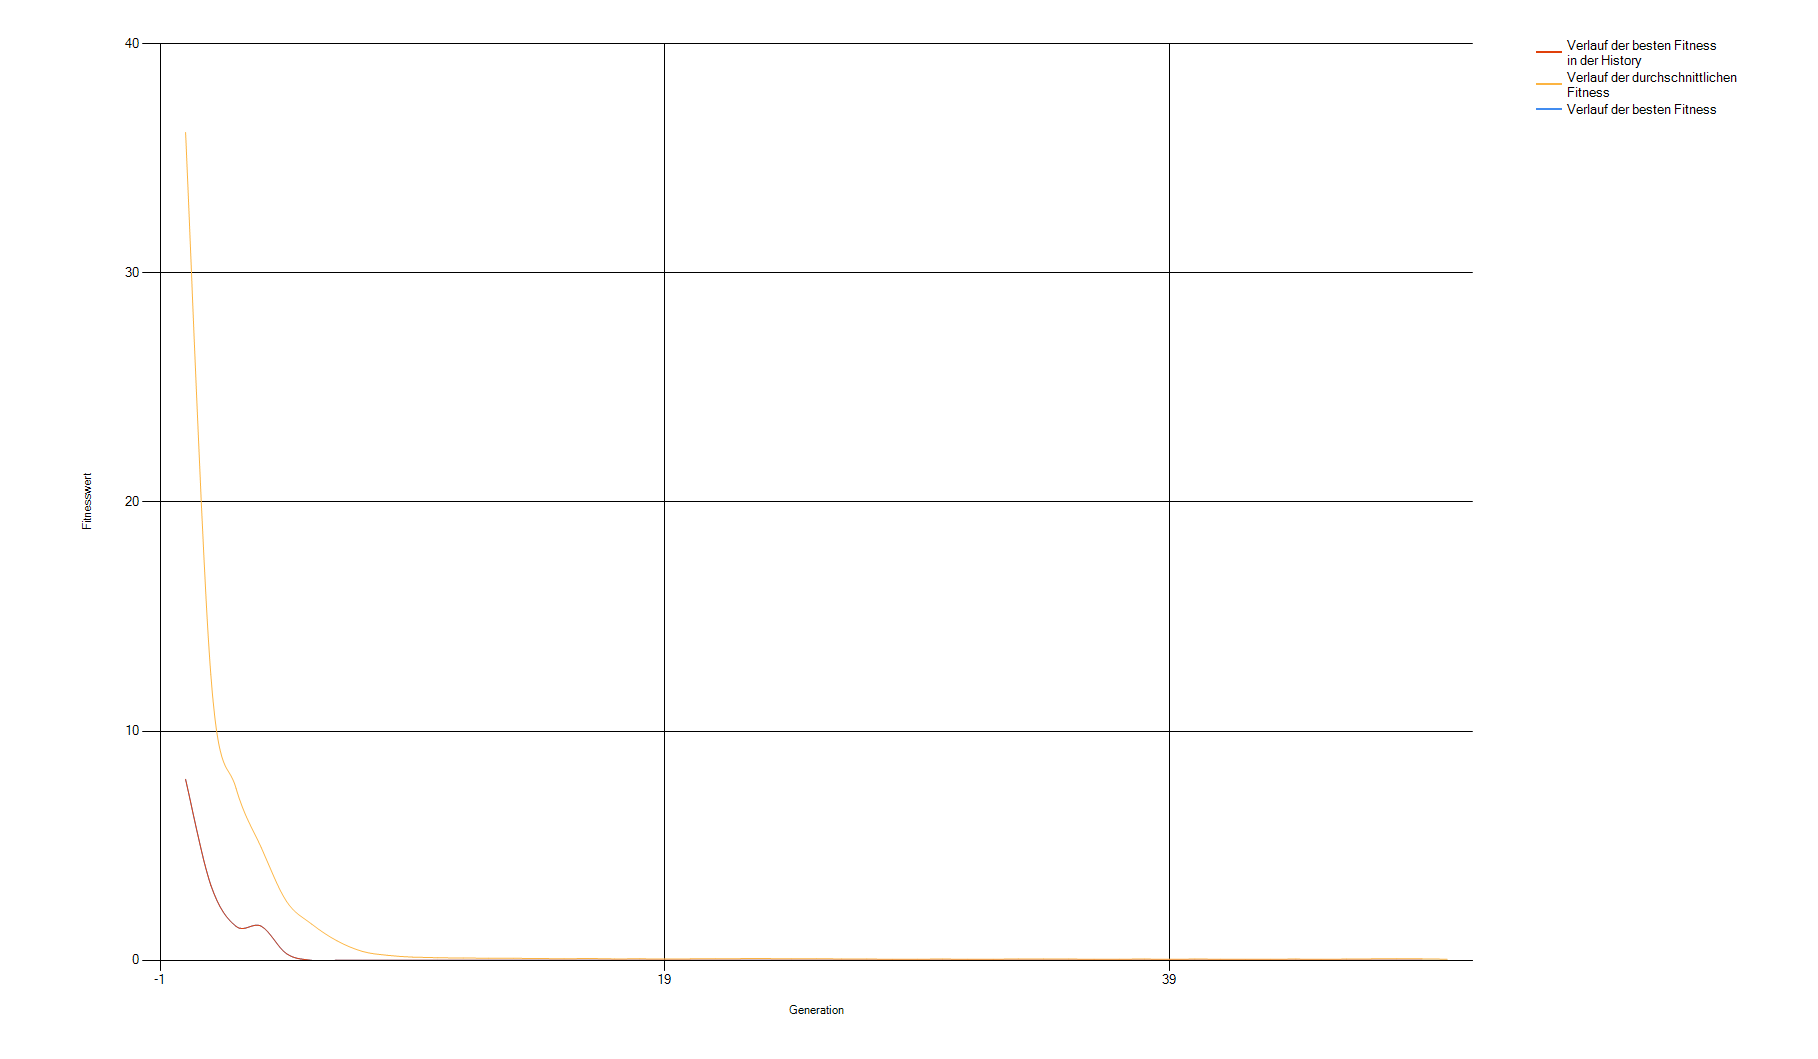 40
30
20
10
0
-1
19
39
Fitnesswert
Generation
Verlauf der besten Fitness
in der History
Verlauf der durchschnittlichen
Fitness
Verlauf der besten Fitness